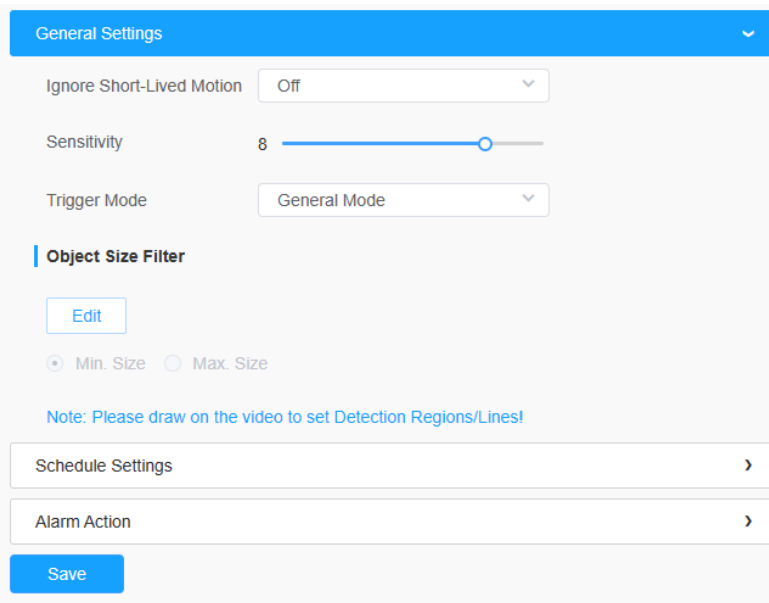 General Settings
Ignore Short-Lived Motion Off
Sensitivity 8
Trigger Mode General Mode
Object Size Filter
Edit
Min. Size Max. Size
Note: Please draw on the video to set Detection Regions/Lines!
Schedule Settings
Alarm Action
Save